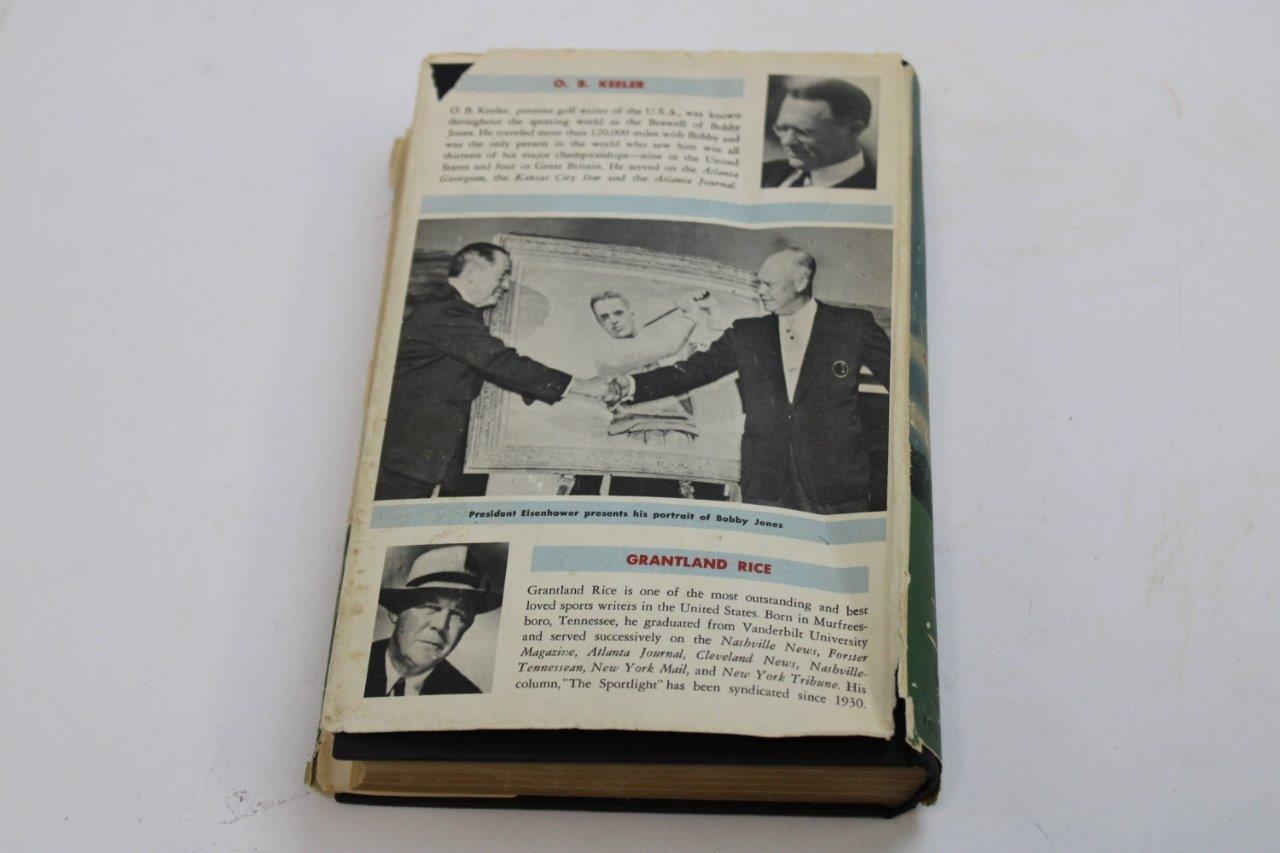 O. B. KEELER
O. B. Keeler, premier golf writer of the U.S.A., was known
throughout the sporting world as the Boswell of Bobby
Jones. He traveled more than 120,000 miles with Bobby and
was the only person in the world who saw him win all
thirteen of his major championships—nine in the United
States and four in Great Britain. He served on the Atlanta
Georgian, the Kansas City Star and the Atlanta Journal.
President Eisenhower presents his portrait of Bobby Jones
GRANTLAND RICE
Grantland Rice is one of the most outstanding and best
loved sports writers in the United States. Born in Murfrees-
boro, Tennessee, he graduated from Vanderbilt University
and served successively on the Nashville News, Forster
Magazine, Atlanta Journal, Cleveland News, Nashville-
Tennessean, New York Mail, and New York Tribune. His
column, "The Sportlight" has been syndicated since 1930.